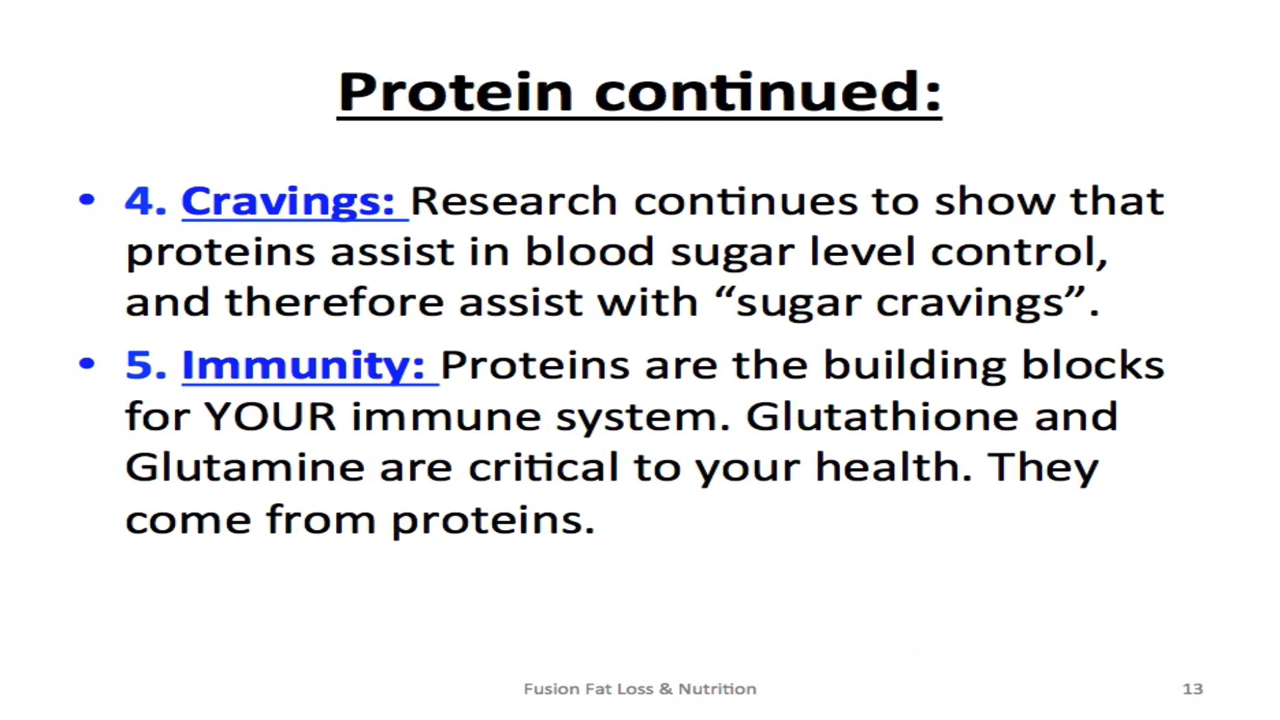 Protein continued:
• 4. Cravings: Research continues to show that
proteins assist in blood sugar level control,
and therefore assist with “sugar cravings”.
• 5. Immunity: Proteins are the building blocks
for YOUR immune system. Glutathione and
Glutamine are critical to your health. They
come from proteins.
Fusion Fat Loss & Nutrition
13